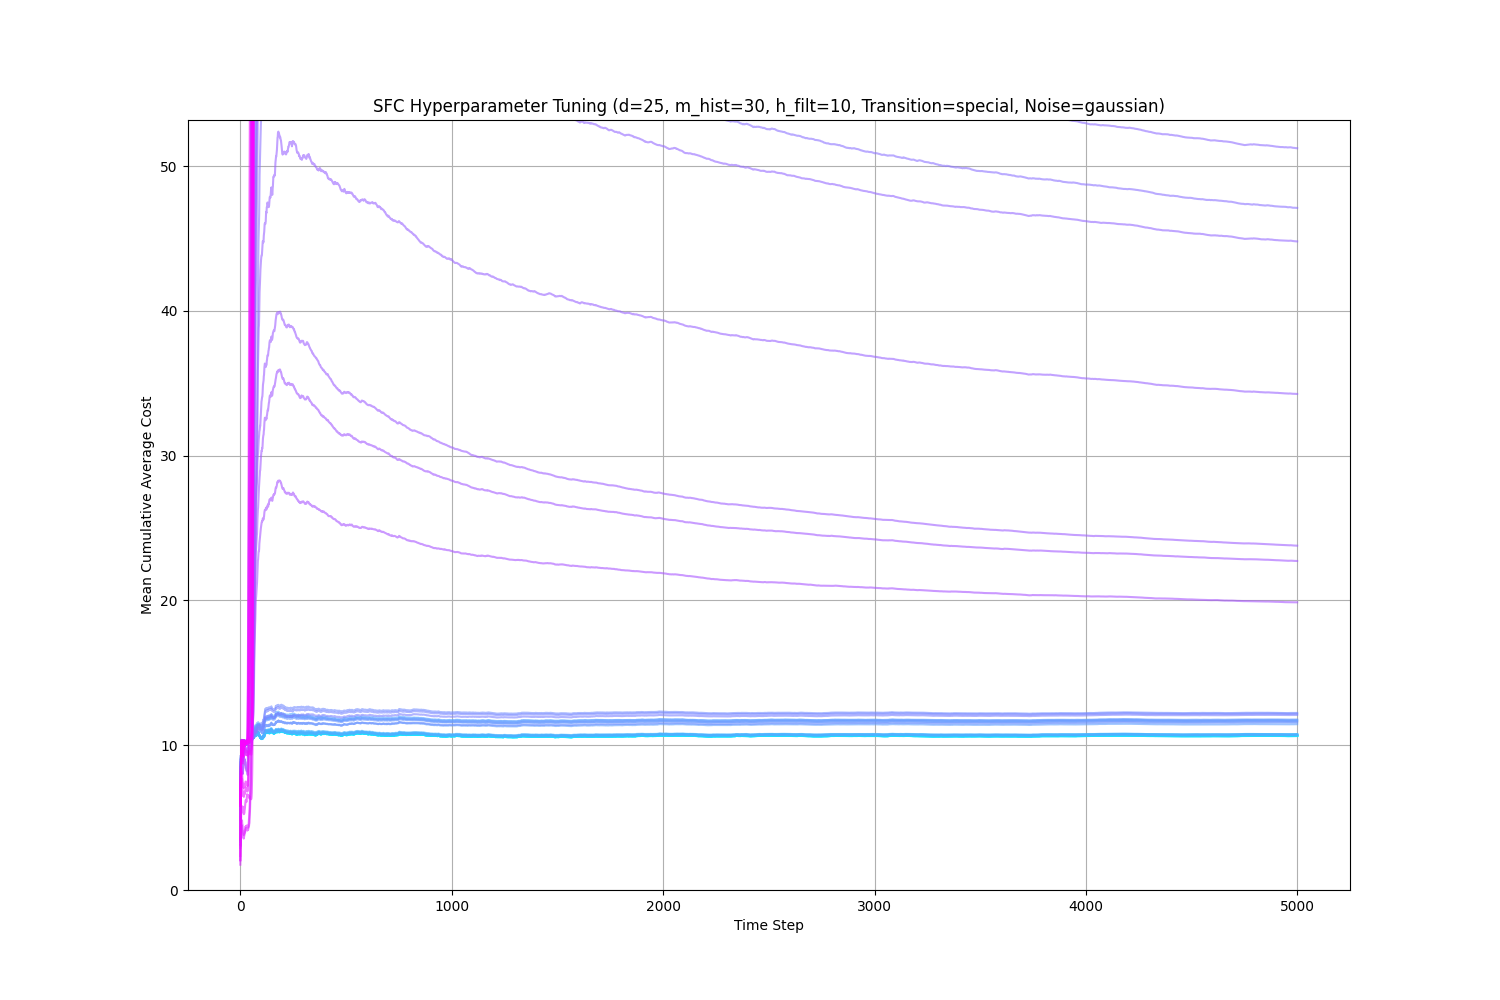 SFC Hyperparameter Tuning (d=25, m_hist=30, h_filt=10, Transition=special, Noise=gaussian)
Mean Cumulative Average Cost
50
40
30
20
10
0
0 1000 2000 3000 4000 5000
Time Step